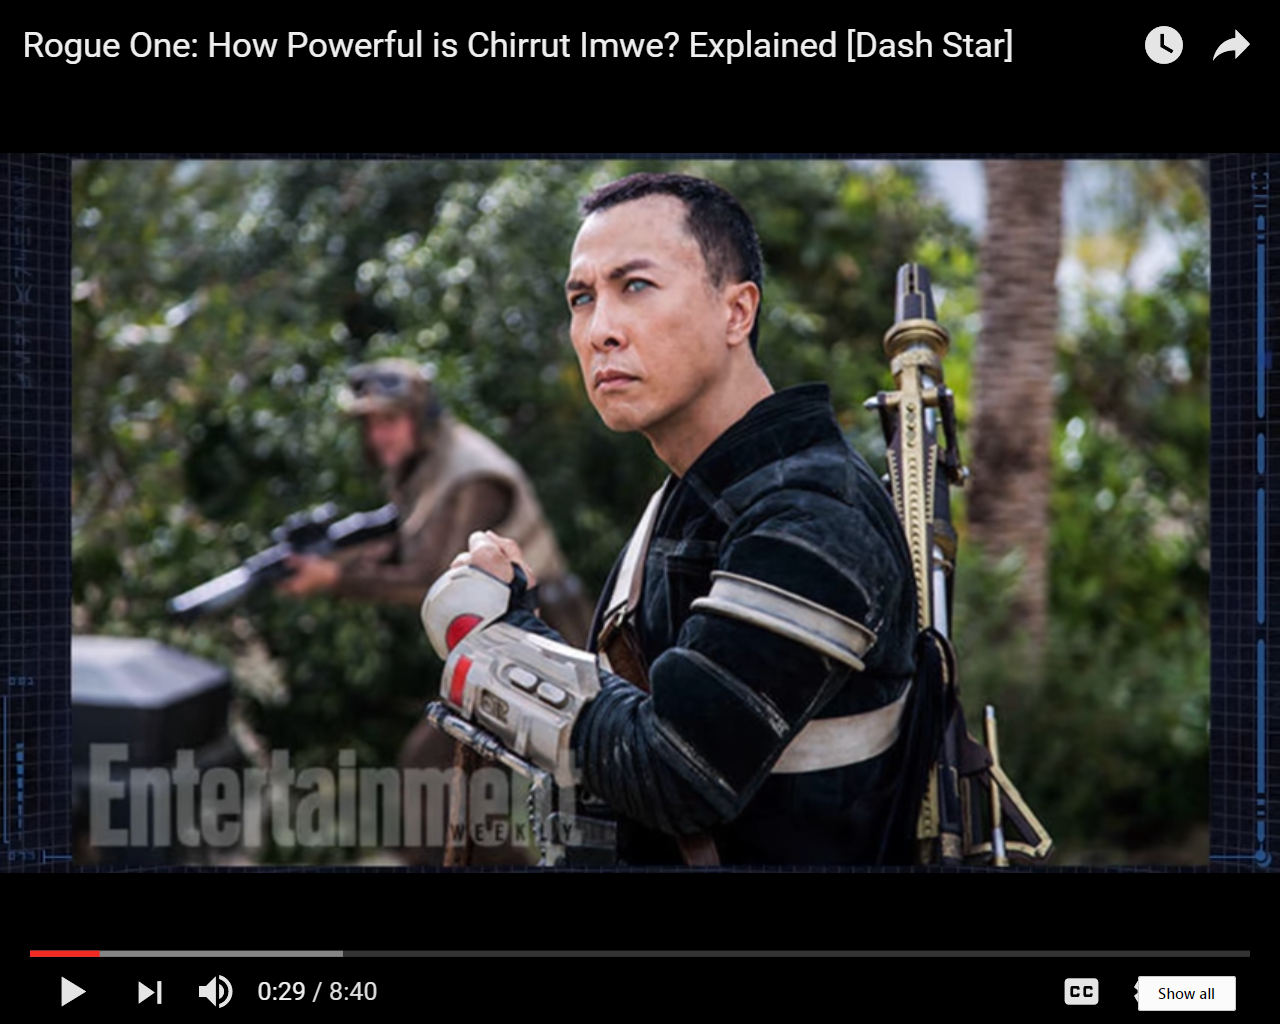 Rogue One: How Powerful is Chirrut Imwe? Explained [Dash Star]
Entertainment
WEEKLY
0:29 / 8:40
CC
Show all